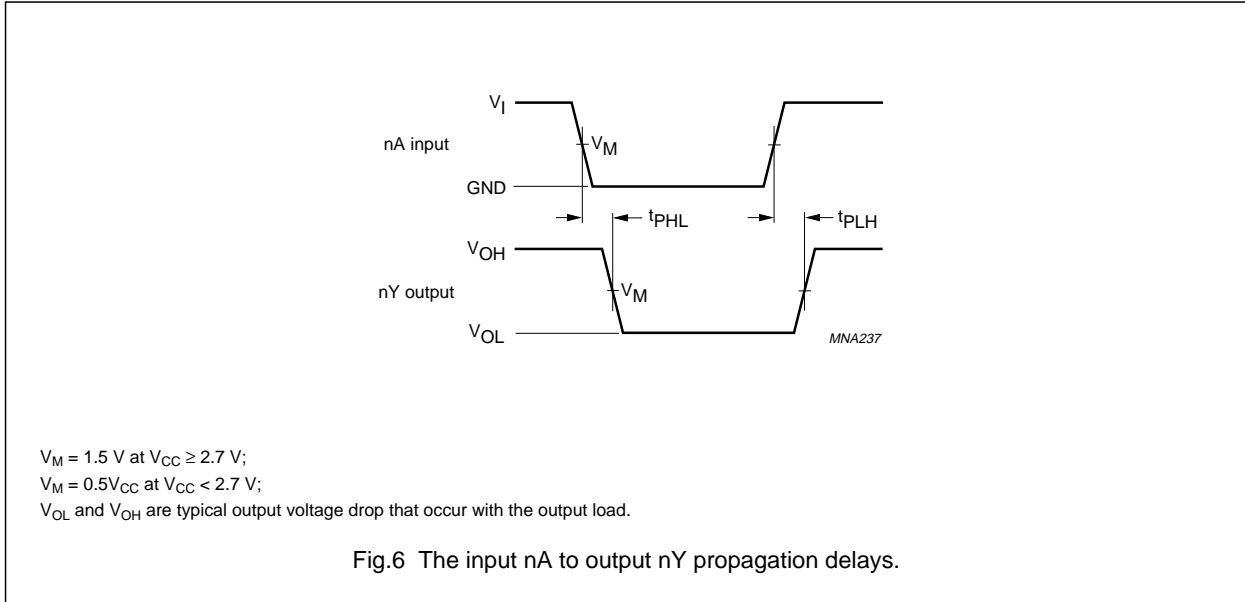 V_I
nA input
V_M
GND
t_PHL
t_PLH
V_OH
nY output
V_M
V_OL
MNA237
V_M = 1.5 V at V_CC ≥ 2.7 V;
V_M = 0.5V_CC at V_CC < 2.7 V;
V_OL and V_OH are typical output voltage drop that occur with the output load.
Fig.6 The input nA to output nY propagation delays.